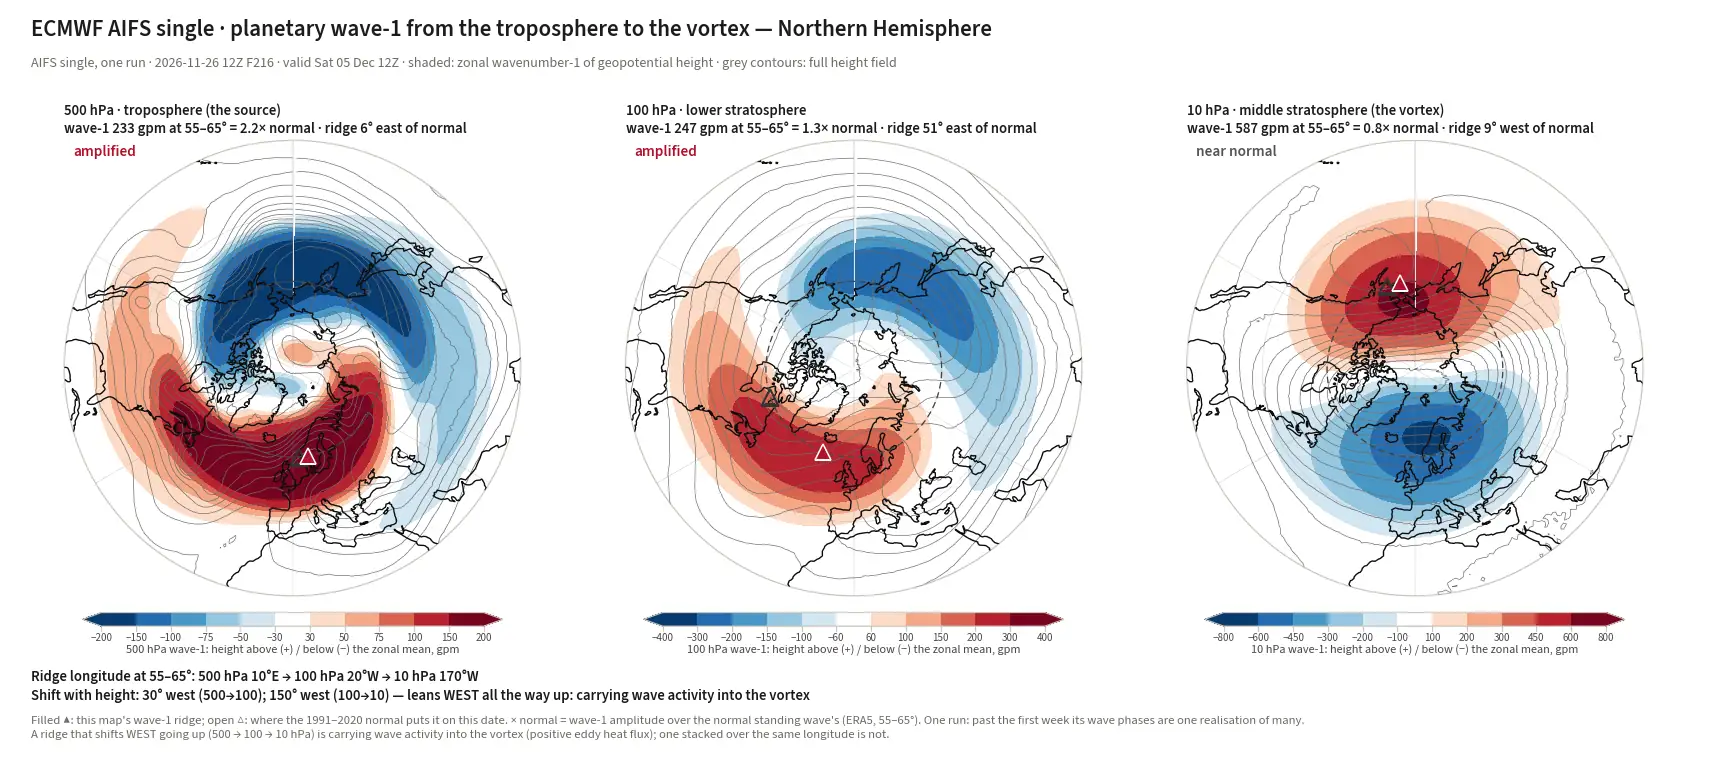 ECMWF AIFS single · planetary wave-1 from the troposphere to the vortex — Northern Hemisphere
AIFS single, one run · 2026-11-26 12Z F216 · valid Sat 05 Dec 12Z · shaded: zonal wavenumber-1 of geopotential height · grey contours: full height field
500 hPa · troposphere (the source)
wave-1 233 gpm at 55–65° = 2.2× normal · ridge 6° east of normal
amplified
100 hPa · lower stratosphere
wave-1 247 gpm at 55–65° = 1.3× normal · ridge 51° east of normal
amplified
10 hPa · middle stratosphere (the vortex)
wave-1 587 gpm at 55–65° = 0.8× normal · ridge 9° west of normal
near normal
−200 −150 −100 −75 −50 −30 30 50 75 100 150 200
500 hPa wave-1: height above (+) / below (−) the zonal mean, gpm
−400 −300 −200 −150 −100 −60 60 100 150 200 300 400
100 hPa wave-1: height above (+) / below (−) the zonal mean, gpm
−800 −600 −450 −300 −200 −100 100 200 300 450 600 800
10 hPa wave-1: height above (+) / below (−) the zonal mean, gpm
Ridge longitude at 55–65°: 500 hPa 10°E → 100 hPa 20°W → 10 hPa 170°W
Shift with height: 30° west (500→100); 150° west (100→10) — leans WEST all the way up: carrying wave activity into the vortex
Filled ▲: this map's wave-1 ridge; open △: where the 1991–2020 normal puts it on this date. × normal = wave-1 amplitude over the normal standing wave's (ERA5, 55–65°). One run: past the first week its wave phases are one realisation of many.
A ridge that shifts WEST going up (500 → 100 → 10 hPa) is carrying wave activity into the vortex (positive eddy heat flux); one stacked over the same longitude is not.